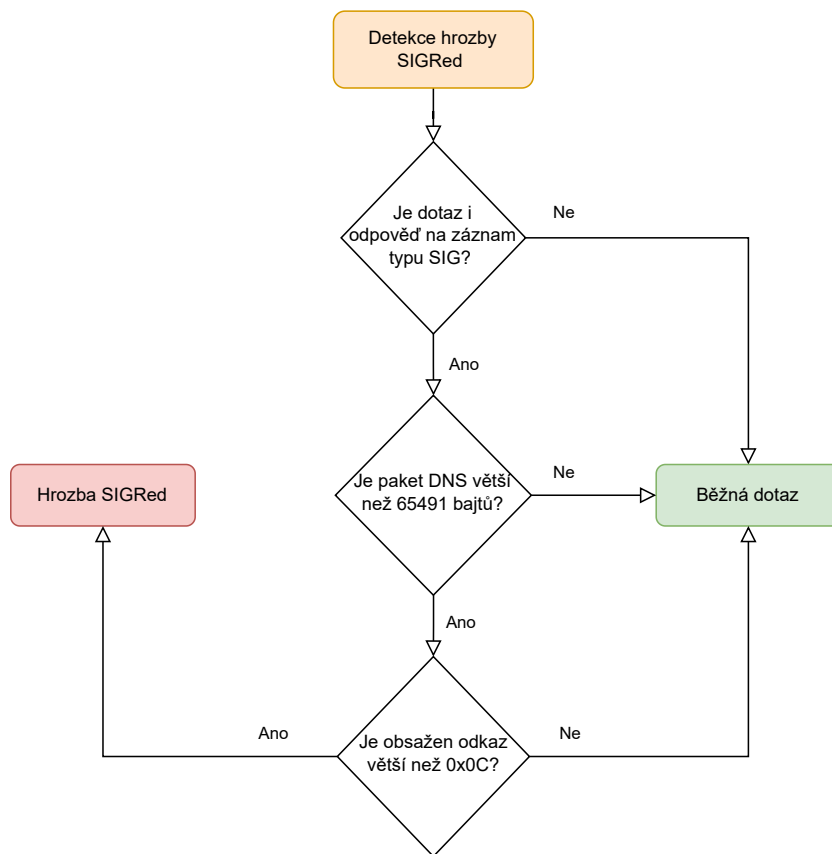 Detekce hrozby
SIGRed
Je dotaz i
odpověď na záznam
typu SIG?
Ne
Ano
Je paket DNS větší
než 65491 bajtů?
Ne
Běžná dotaz
Hrozba SIGRed
Ano
Je obsažen odkaz
větší než 0x0C?
Ano
Ne